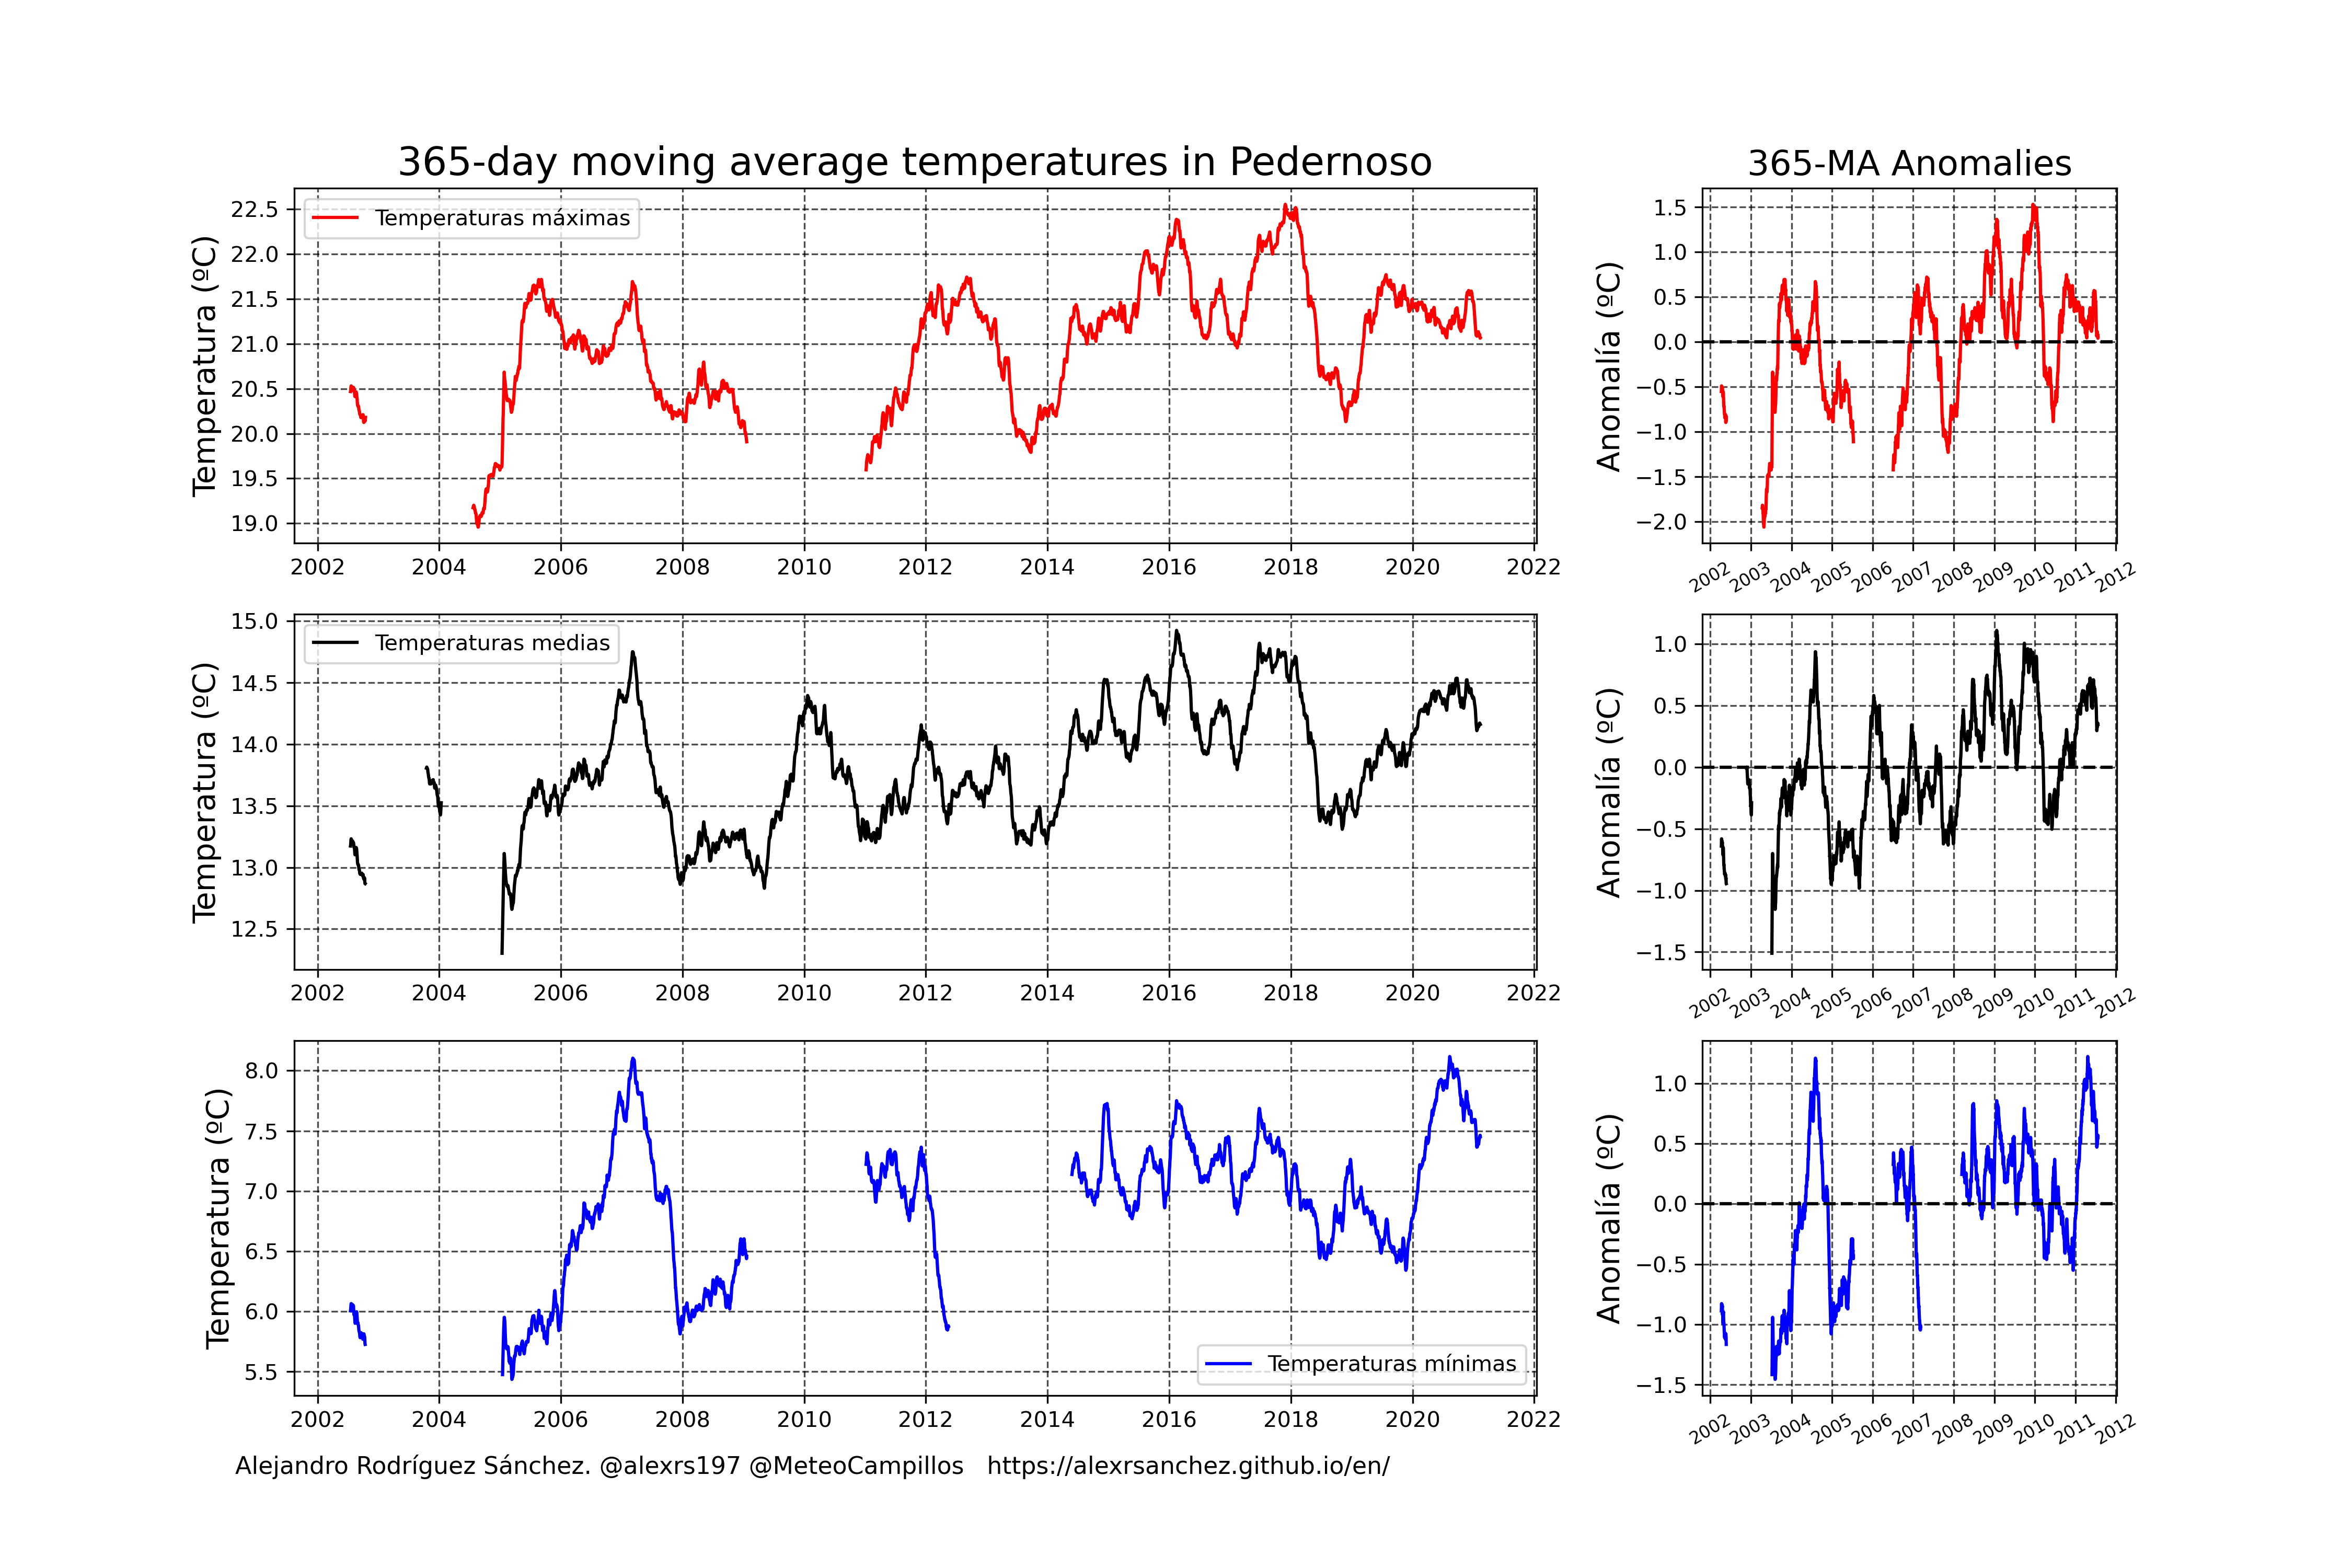 365-day moving average temperatures in Pedernoso
365-MA Anomalies
Temperatura (ºC)
22.5
22.0
21.5
21.0
20.5
20.0
19.5
19.0
Temperaturas máximas
2002 2004 2006 2008 2010 2012 2014 2016 2018 2020 2022
Anomalía (ºC)
1.5
1.0
0.5
0.0
−0.5
−1.0
−1.5
−2.0
2002 2003 2004 2005 2006 2007 2008 2009 2010 2011 2012
Temperatura (ºC)
15.0
14.5
14.0
13.5
13.0
12.5
Temperaturas medias
2002 2004 2006 2008 2010 2012 2014 2016 2018 2020 2022
Anomalía (ºC)
1.0
0.5
0.0
−0.5
−1.0
−1.5
2002 2003 2004 2005 2006 2007 2008 2009 2010 2011 2012
Temperatura (ºC)
8.0
7.5
7.0
6.5
6.0
5.5
Temperaturas mínimas
2002 2004 2006 2008 2010 2012 2014 2016 2018 2020 2022
Anomalía (ºC)
1.0
0.5
0.0
−0.5
−1.0
−1.5
2002 2003 2004 2005 2006 2007 2008 2009 2010 2011 2012
Alejandro Rodríguez Sánchez. @alexrs197 @MeteoCampillos https://alexrsanchez.github.io/en/